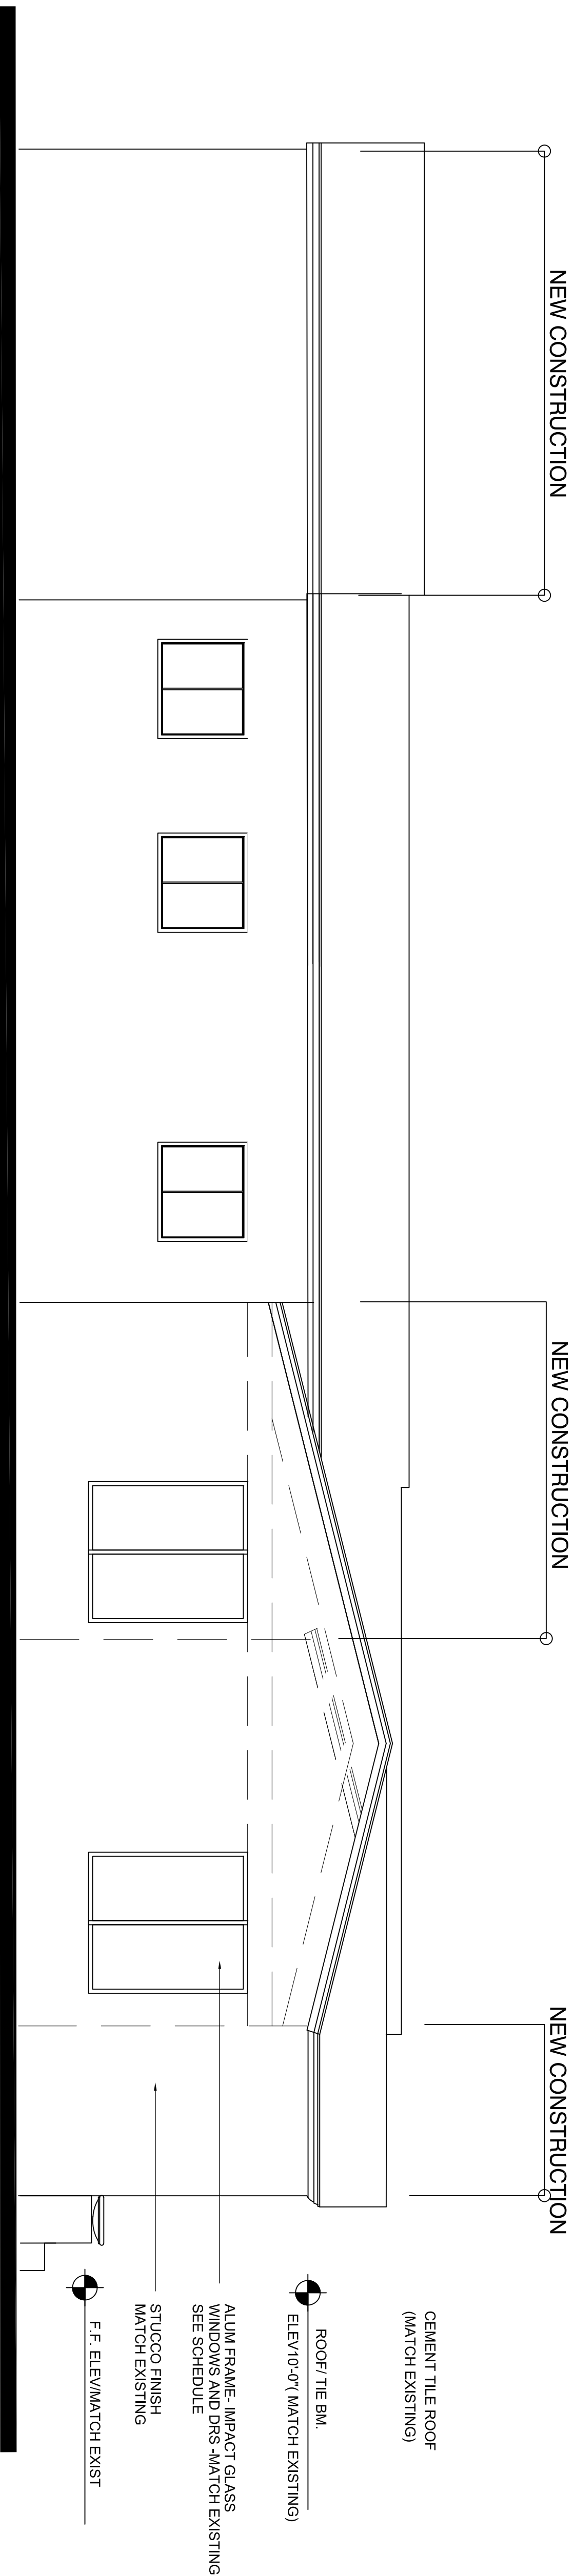 NEW CONSTRUCTION
NEW CONSTRUCTION
NEW CONSTRUCTION
CEMENT TILE ROOF
(MATCH EXISTING)
ROOF/ TIE BM.
ELEV10'-0"( MATCH EXISTING)
ALUM FRAME- IMPACT GLASS
WINDOWS AND DRS -MATCH EXISTING
SEE SCHEDULE
STUCCO FINISH
MATCH EXISTING
F.F. ELEV/MATCH EXIST